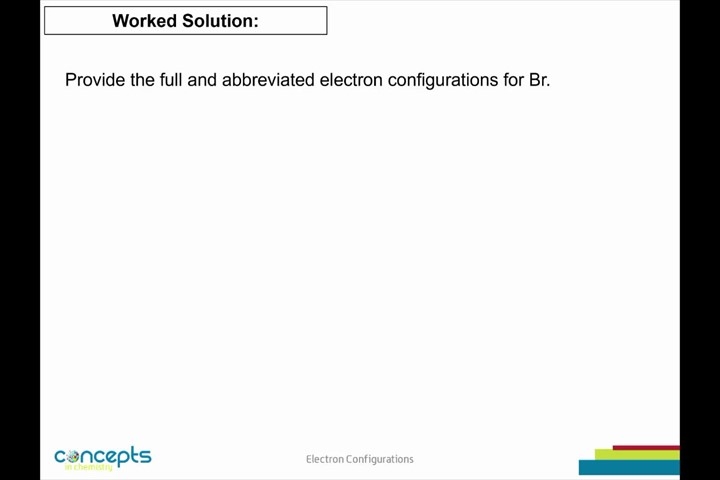 Worked Solution:
Provide the full and abbreviated electron configurations for Br.
concepts
in chemistry
Electron Configurations